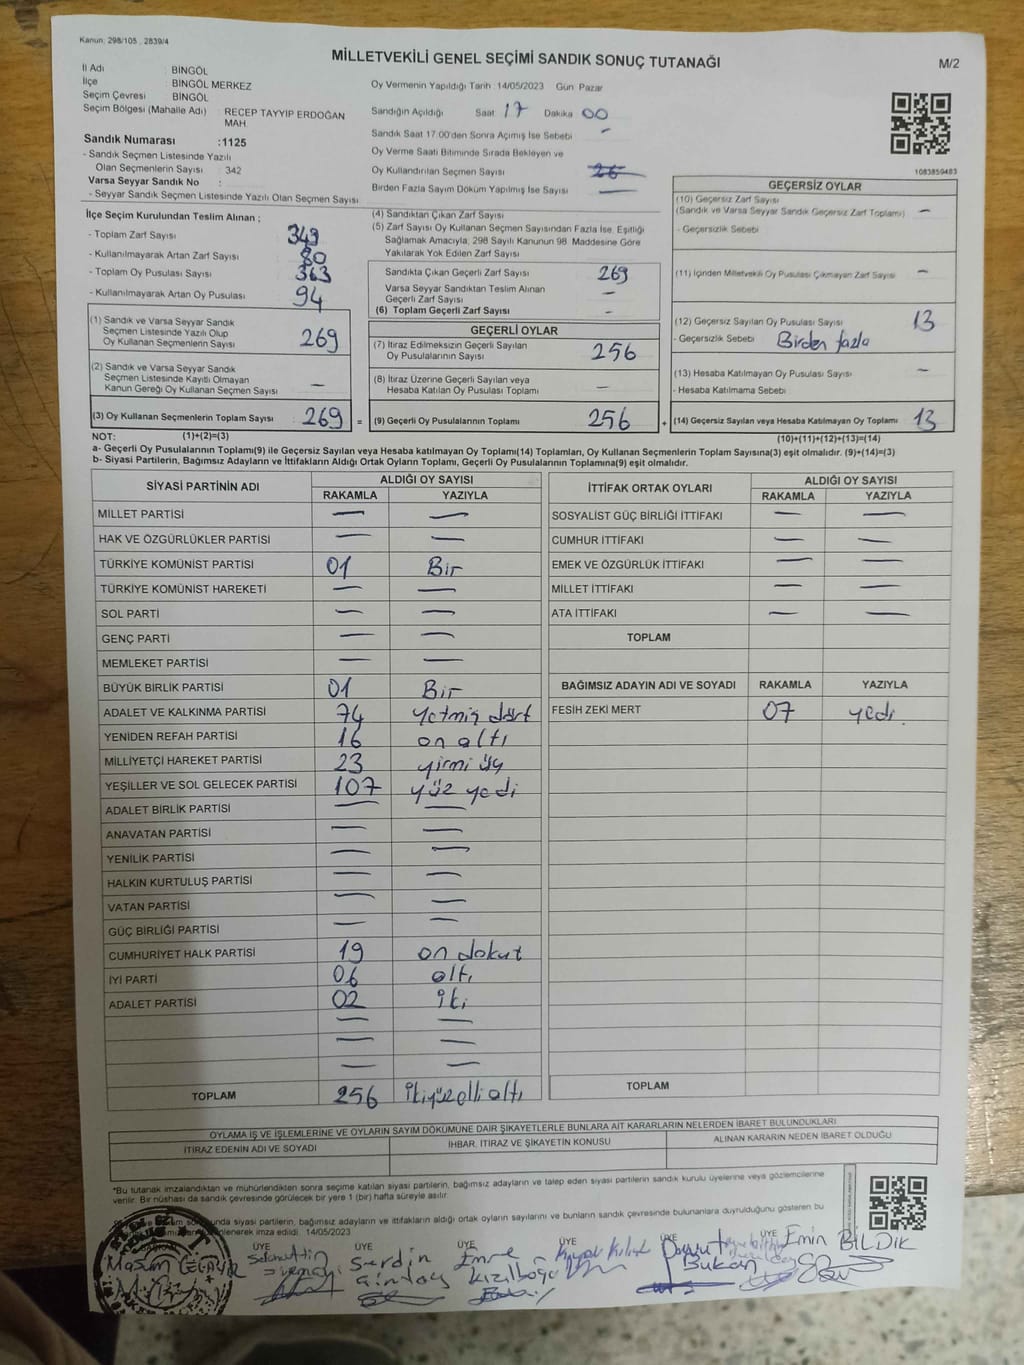 Kanun; 298/105 , 2839/4
MİLLETVEKİLİ GENEL SEÇİMİ SANDIK SONUÇ TUTANAĞI
M/2
İl Adı : BİNGÖL
İlçe : BİNGÖL MERKEZ
Seçim Çevresi : BİNGÖL
Seçim Bölgesi (Mahalle Adı) : RECEP TAYYIP ERDOĞAN MAH.
Sandık Numarası :1125
- Sandık Seçmen Listesinde Yazılı
Olan Seçmenlerin Sayısı : 342
Varsa Seyyar Sandık No :
- Seyyar Sandık Seçmen Listesinde Yazılı Olan Seçmen Sayısı
Oy Vermenin Yapıldığı Tarih :14/05/2023 Gün Pazar
Sandığın Açıldığı Saat 17 Dakika 00
Sandık Saat 17:00'den Sonra Açımış İse Sebebi –
Oy Verme Saati Bitiminde Sırada Bekleyen ve
Oy Kullandırılan Seçmen Sayısı 26
Birden Fazla Sayım Döküm Yapılmış İse Sayısı —
1083859483
İlçe Seçim Kurulundan Teslim Alınan ;
- Toplam Zarf Sayısı 349
- Kullanılmayarak Artan Zarf Sayısı 80
- Toplam Oy Pusulası Sayısı 363
- Kullanılmayarak Artan Oy Pusulası 94
(1) Sandık ve Varsa Seyyar Sandık
Seçmen Listesinde Yazılı Olup
Oy Kullanan Seçmenlerin Sayısı 269
(2) Sandık ve Varsa Seyyar Sandık
Seçmen Listesinde Kayıtlı Olmayan
Kanun Gereği Oy Kullanan Seçmen Sayısı —
(3) Oy Kullanan Seçmenlerin Toplam Sayısı : 269 =
(4) Sandıktan Çıkan Zarf Sayısı
(5) Zarf Sayısı Oy Kullanan Seçmen Sayısından Fazla İse, Eşitliği
Sağlamak Amacıyla; 298 Sayılı Kanunun 98. Maddesine Göre
Yakılarak Yok Edilen Zarf Sayısı
Sandıkta Çıkan Geçerli Zarf Sayısı 269
Varsa Seyyar Sandıktan Teslim Alınan
Geçerli Zarf Sayısı –
(6) Toplam Geçerli Zarf Sayısı –
GEÇERLİ OYLAR
(7) İtiraz Edilmeksizin Geçerli Sayılan
Oy Pusulalarının Sayısı 256
(8) İtiraz Üzerine Geçerli Sayılan veya
Hesaba Katılan Oy Pusulası Toplamı —
(9) Geçerli Oy Pusulalarının Toplamı 256 +
GEÇERSİZ OYLAR
(10) Geçersiz Zarf Sayısı
(Sandık ve Varsa Seyyar Sandık Geçersiz Zarf Toplamı) –
- Geçersizlik Sebebi
(11) İçinden Milletvekili Oy Pusulası Çıkmayan Zarf Sayısı –
(12) Geçersiz Sayılan Oy Pusulası Sayısı 13
- Geçersizlik Sebebi Birden fazla
(13) Hesaba Katılmayan Oy Pusulası Sayısı –
- Hesaba Katılmama Sebebi
(14) Geçersiz Sayılan veya Hesaba Katılmayan Oy Toplamı 13
NOT: (1)+(2)=(3)
(10)+(11)+(12)+(13)=(14)
a- Geçerli Oy Pusulalarının Toplamı(9) ile Geçersiz Sayılan veya Hesaba katılmayan Oy Toplamı(14) Toplamları, Oy Kullanan Seçmenlerin Toplam Sayısına(3) eşit olmalıdır. (9)+(14)=(3)
b- Siyasi Partilerin, Bağımsız Adayların ve İttifakların Aldığı Ortak Oyların Toplamı, Geçerli Oy Pusulalarının Toplamına(9) eşit olmalıdır.
SİYASİ PARTİNİN ADI ALDIĞI OY SAYISI
RAKAMLA YAZIYLA
MİLLET PARTİSİ — —
HAK VE ÖZGÜRLÜKLER PARTİSİ — —
TÜRKİYE KOMÜNİST PARTİSİ 01 Bir
TÜRKİYE KOMÜNİST HAREKETİ — —
SOL PARTİ — —
GENÇ PARTİ — —
MEMLEKET PARTİSİ — —
BÜYÜK BİRLİK PARTİSİ 01 Bir
ADALET VE KALKINMA PARTİSİ 74 yetmiş dört
YENİDEN REFAH PARTİSİ 16 on altı
MİLLİYETÇİ HAREKET PARTİSİ 23 yirmi üç
YEŞİLLER VE SOL GELECEK PARTİSİ 107 yüz yedi
ADALET BİRLİK PARTİSİ — —
ANAVATAN PARTİSİ — —
YENİLİK PARTİSİ — —
HALKIN KURTULUŞ PARTİSİ — —
VATAN PARTİSİ — —
GÜÇ BİRLİĞİ PARTİSİ — —
CUMHURİYET HALK PARTİSİ 19 on dokuz
İYİ PARTİ 06 altı
ADALET PARTİSİ 02 iki
— —
— —
— —
TOPLAM 256 ikiyüzelli altı
İTTİFAK ORTAK OYLARI ALDIĞI OY SAYISI
RAKAMLA YAZIYLA
SOSYALİST GÜÇ BİRLİĞİ İTTİFAKI — —
CUMHUR İTTİFAKI — —
EMEK VE ÖZGÜRLÜK İTTİFAKI — —
MİLLET İTTİFAKI — —
ATA İTTİFAKI — —
TOPLAM
BAĞIMSIZ ADAYIN ADI VE SOYADI RAKAMLA YAZIYLA
FESİH ZEKİ MERT 07 yedi.
TOPLAM
OYLAMA İŞ VE İŞLEMLERİNE VE OYLARIN SAYIM DÖKÜMÜNE DAİR ŞİKAYETLERLE BUNLARA AİT KARARLARIN NELERDEN İBARET BULUNDUKLARI
İTİRAZ EDENİN ADI VE SOYADI İHBAR, İTİRAZ VE ŞİKAYETİN KONUSU ALINAN KARARIN NEDEN İBARET OLDUĞU
*Bu tutanak imzalandıktan ve mühürlendikten sonra seçime katılan siyasi partilerin, bağımsız adayların ve talep eden siyasi partilerin sandık kurulu üyelerine veya gözlemcilerine
verilir. Bir nüshası da sandık çevresinde görülecek bir yere 1 (bir) hafta süreyle asılır.
siyasi partilerin, bağımsız adayların ve ittifakların aldığı ortak oyların sayılarını ve bunların sandık çevresinde bulunanlara duyrulduğunu gösteren bu
imza edildi. 14/05/2023
ÜYE ÜYE ÜYE ÜYE ÜYE
Masum
Selahattin
Serdin
Emre kızılboğa
Davut Bukan
Emin BİLDİK